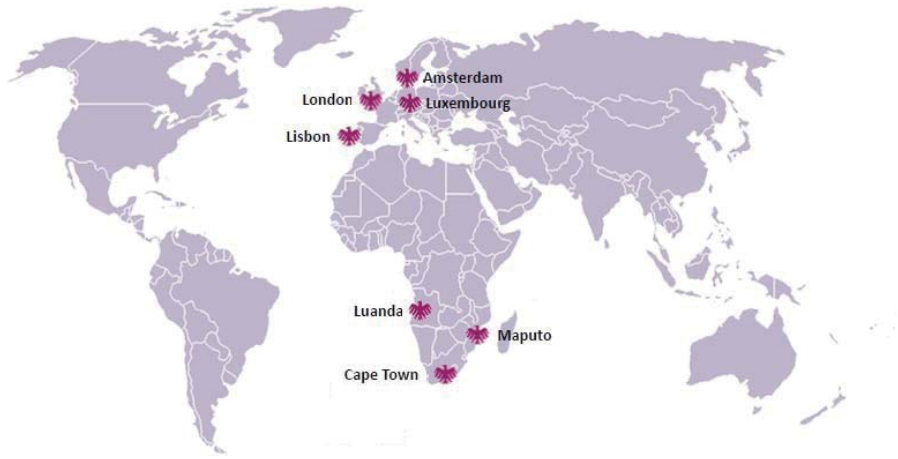 Amsterdam
London
Luxembourg
Lisbon
Luanda
Maputo
Cape Town